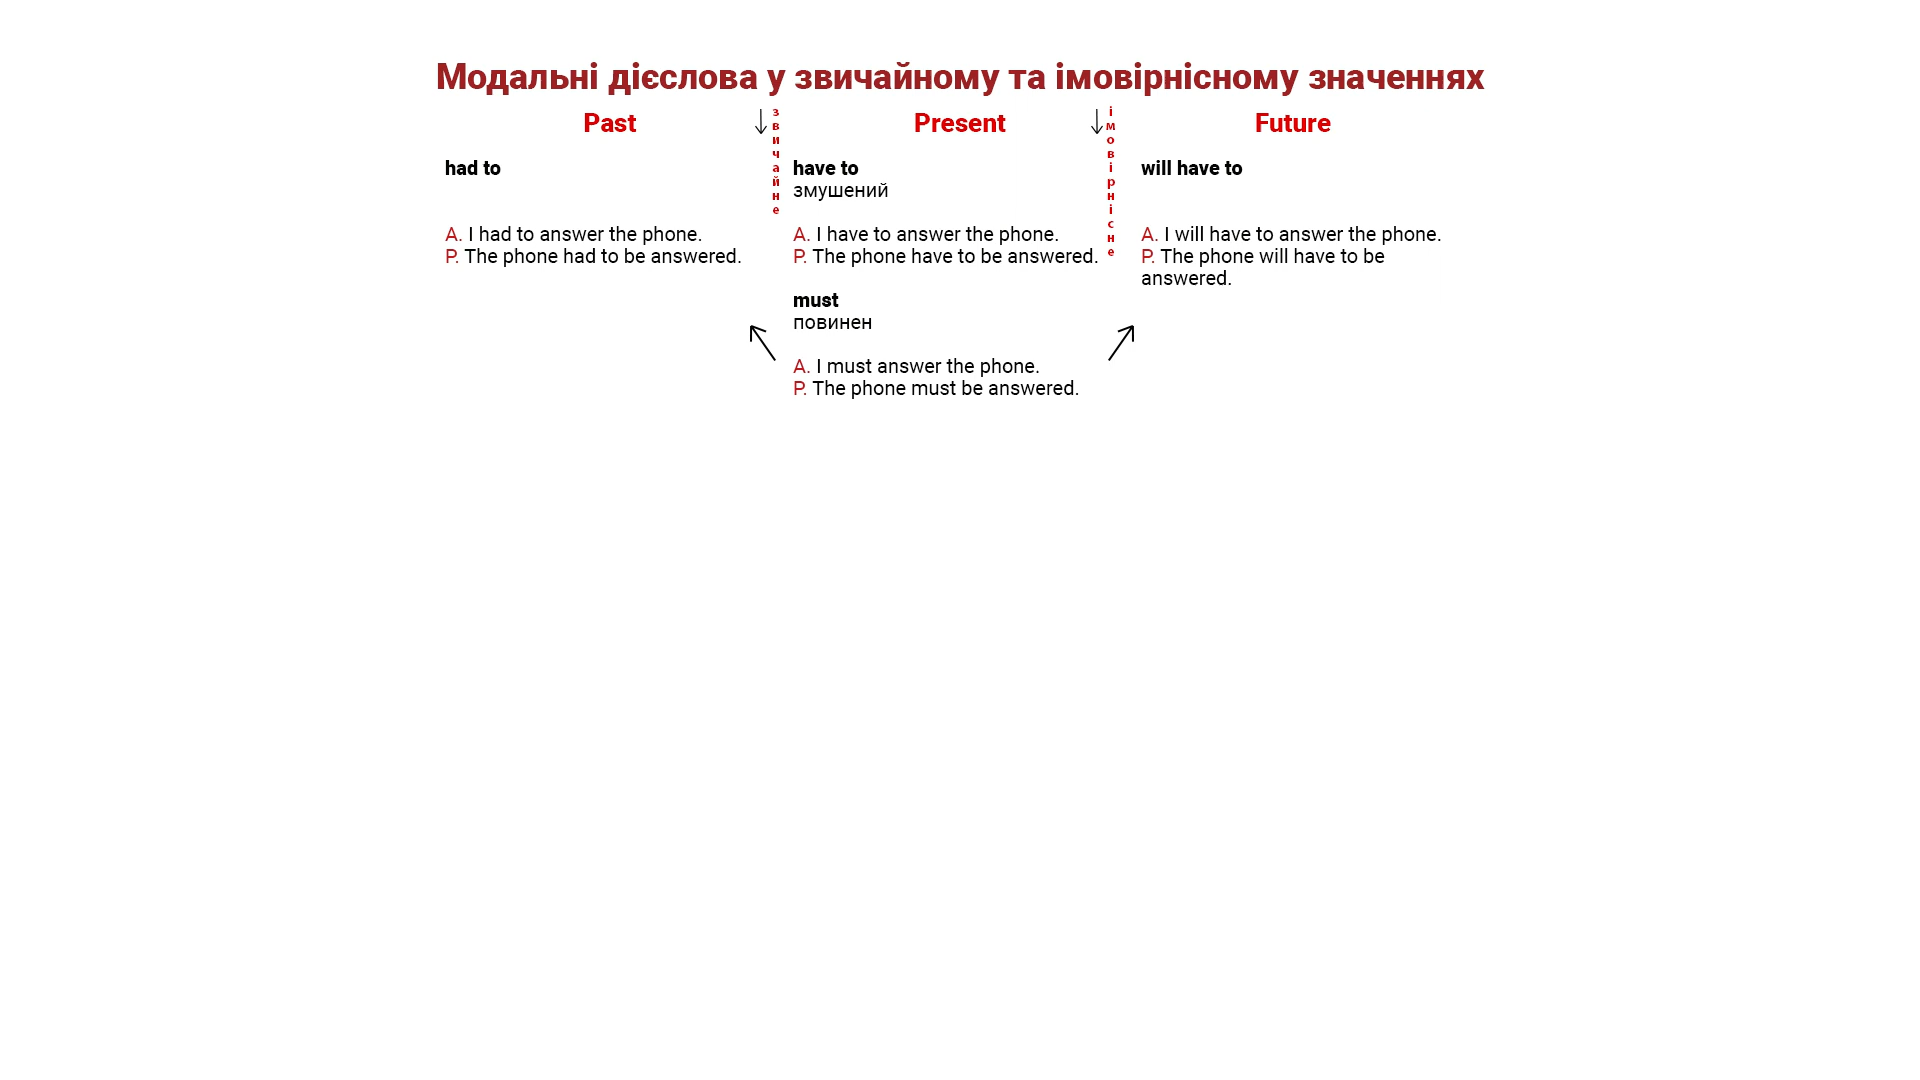 Модальні дієслова у звичайному та імовірнісному значеннях
Past
звичайне
Present
імовірнісне
Future
had to
A. I had to answer the phone.
P. The phone had to be answered.
have to
змушений
A. I have to answer the phone.
P. The phone have to be answered.
must
повинен
A. I must answer the phone.
P. The phone must be answered.
will have to
A. I will have to answer the phone.
P. The phone will have to be
answered.